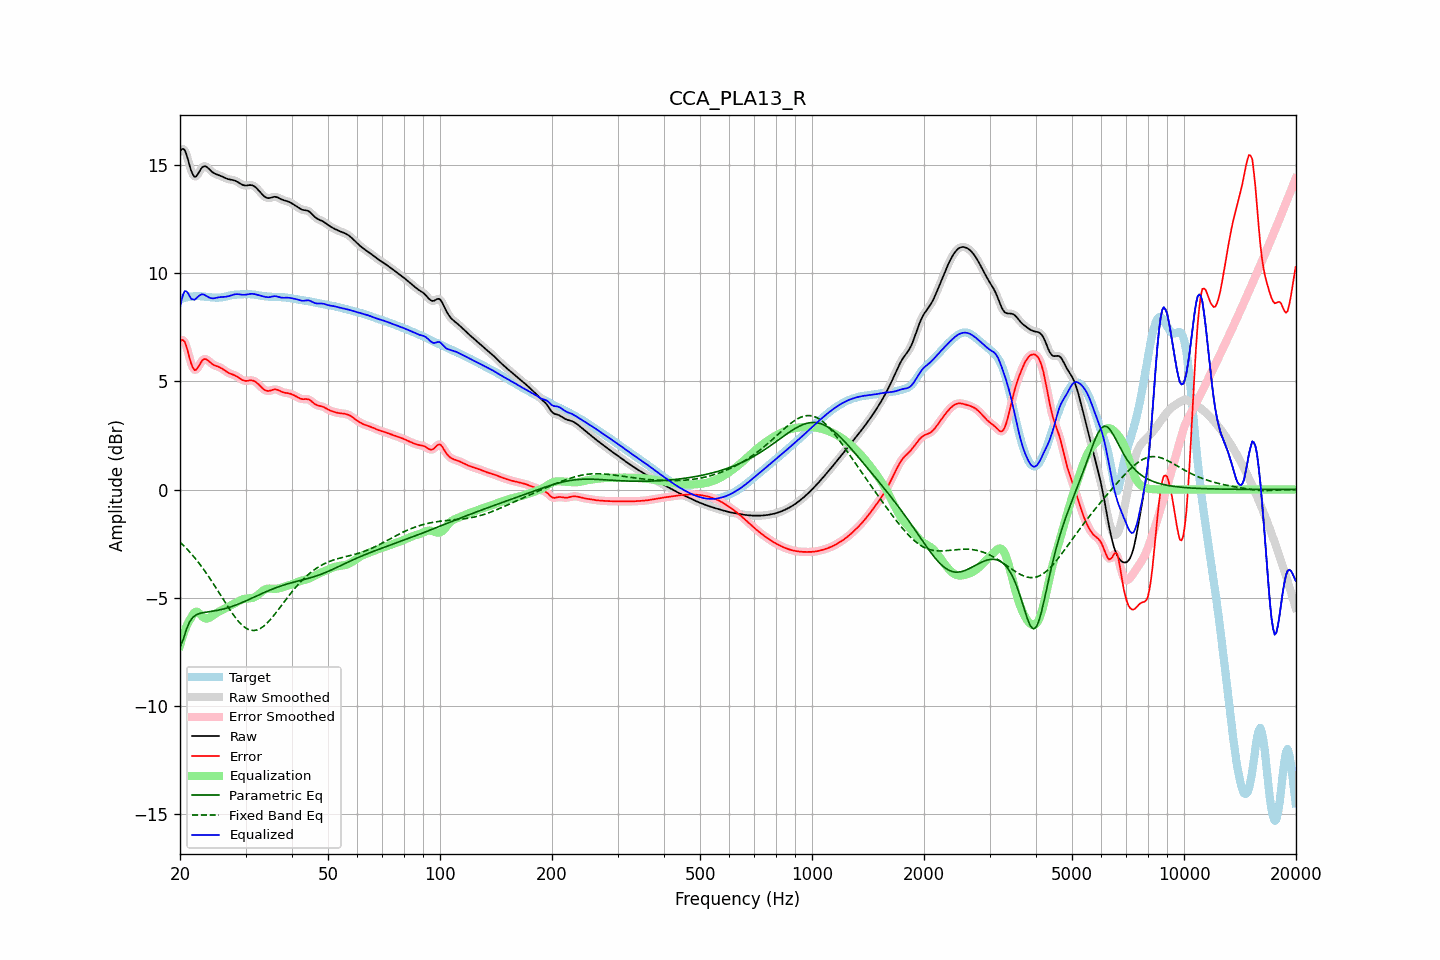 CCA_PLA13_R
Amplitude (dBr)
15
10
5
0
−5
−10
−15
Target
Raw Smoothed
Error Smoothed
Raw
Error
Equalization
Parametric Eq
Fixed Band Eq
Equalized
20
50
100
200
500
1000
2000
5000
10000
20000
Frequency (Hz)